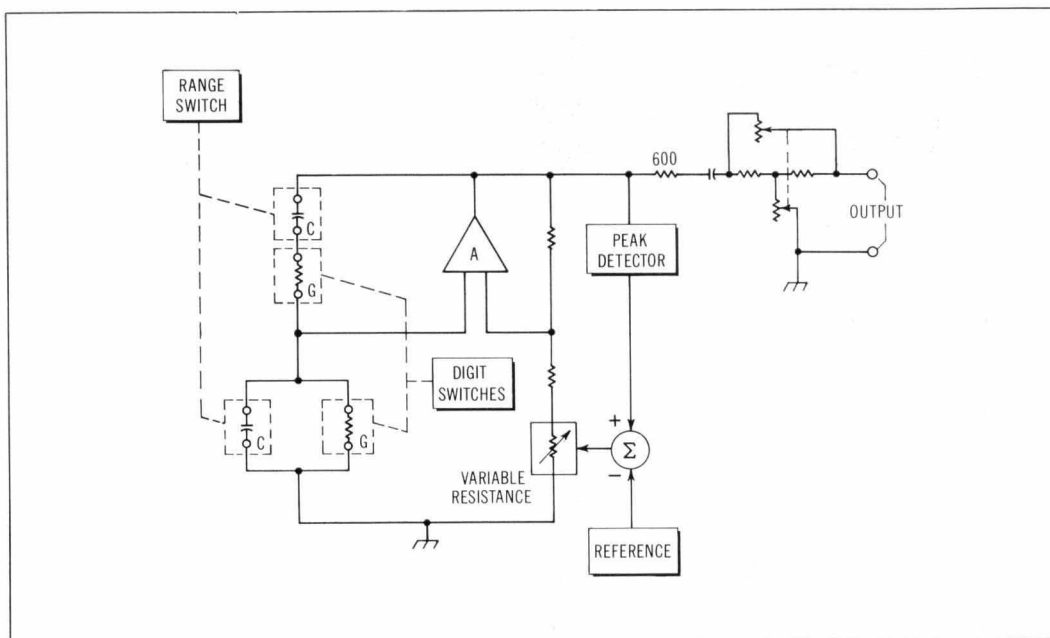 RANGE
SWITCH
600
OUTPUT
C
A
PEAK
DETECTOR
G
DIGIT
SWITCHES
C
G
+
Σ
−
VARIABLE
RESISTANCE
REFERENCE